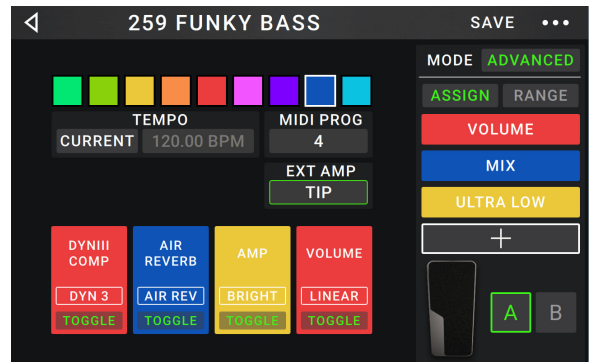 259 FUNKY BASS
SAVE
MODE ADVANCED
ASSIGN RANGE
VOLUME
MIX
ULTRA LOW
+
A B
TEMPO
CURRENT 120.00 BPM
MIDI PROG
4
EXT AMP
TIP
DYNIII
COMP
DYN 3
TOGGLE
AIR
REVERB
AIR REV
TOGGLE
AMP
BRIGHT
TOGGLE
VOLUME
LINEAR
TOGGLE